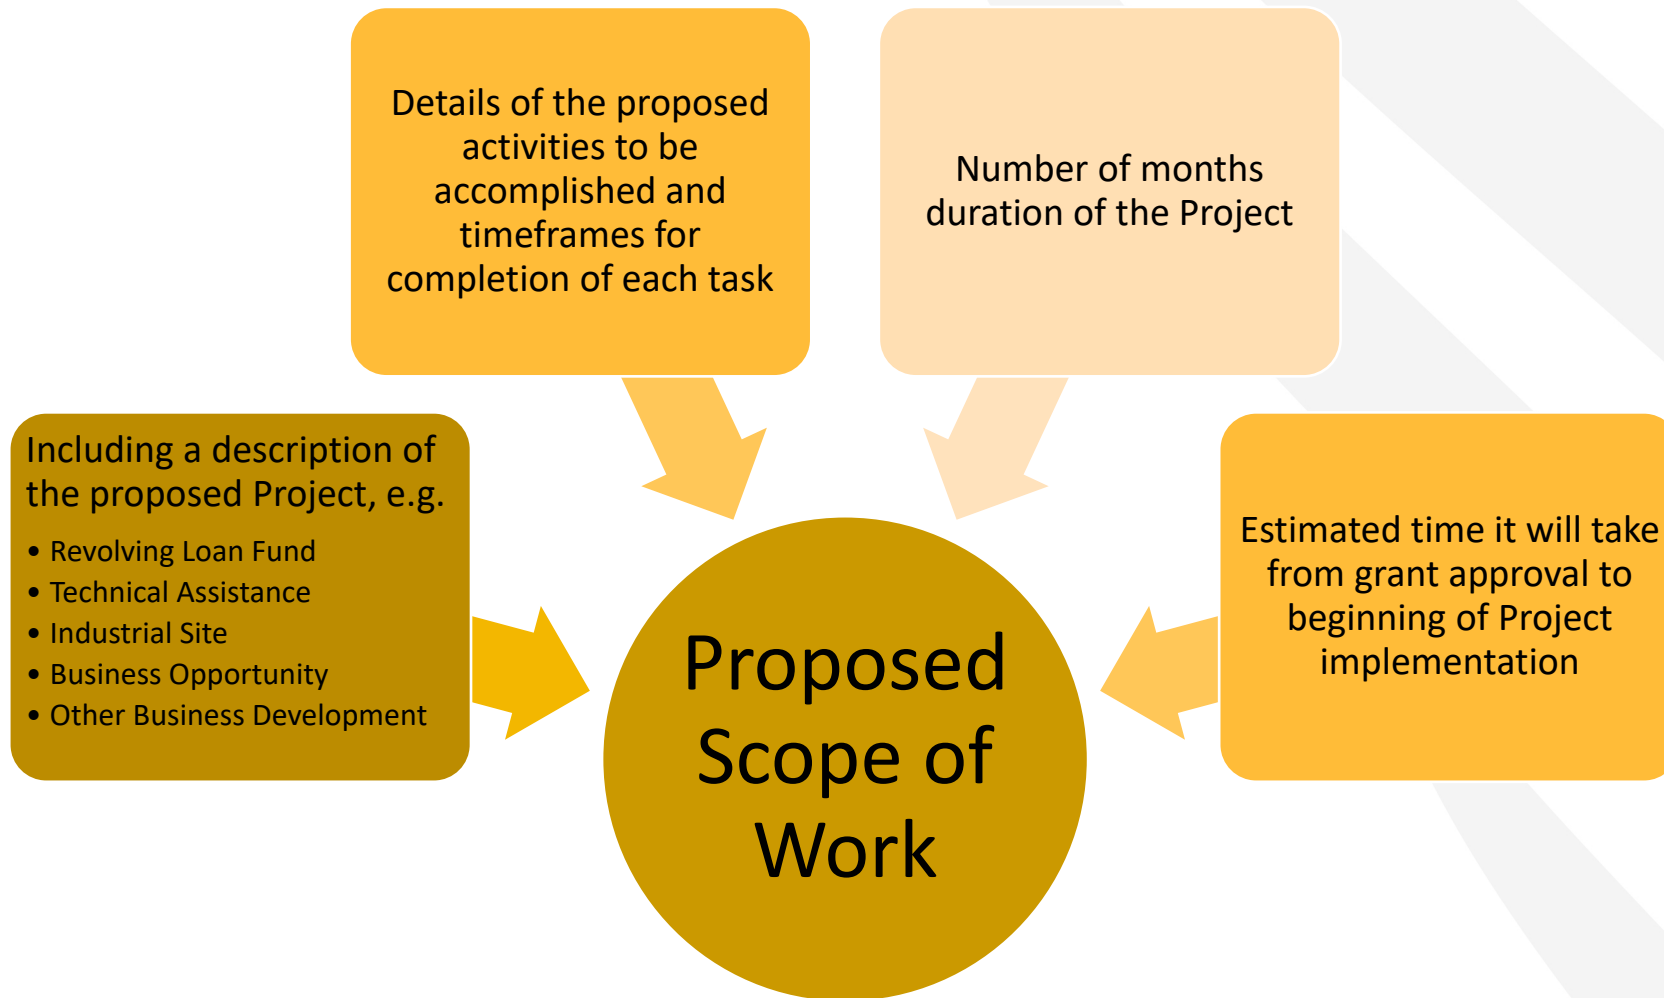 Details of the proposed
activities to be
accomplished and
timeframes for
completion of each task
Number of months
duration of the Project
Including a description of
the proposed Project, e.g.
• Revolving Loan Fund
• Technical Assistance
• Industrial Site
• Business Opportunity
• Other Business Development
Estimated time it will take
from grant approval to
beginning of Project
implementation
Proposed
Scope of
Work